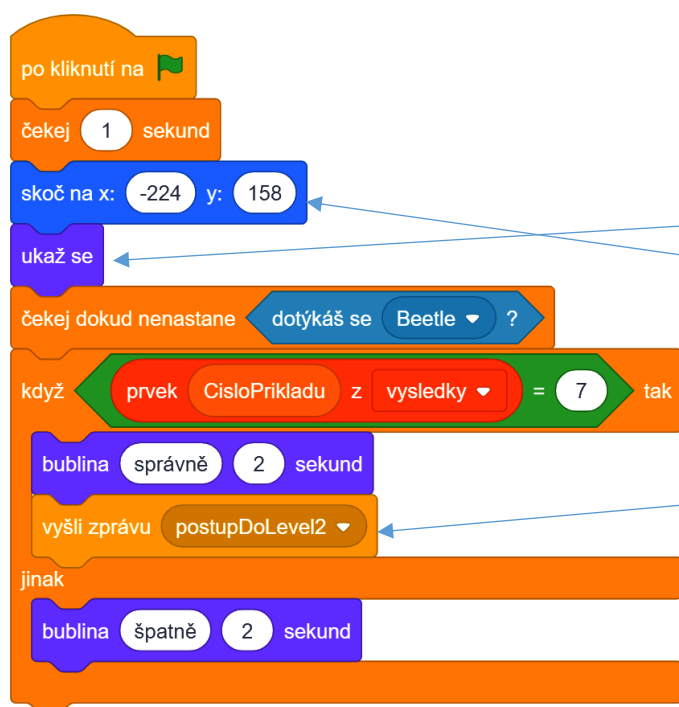 po kliknutí na
čekej 1 sekund
skoč na x: -224 y: 158
ukaž se
čekej dokud nenastane dotýkáš se Beetle ?
když prvek CisloPrikladu z vysledky = 7 tak
bublina správně 2 sekund
vyšli zprávu postupDoLevel2
jinak
bublina špatně 2 sekund